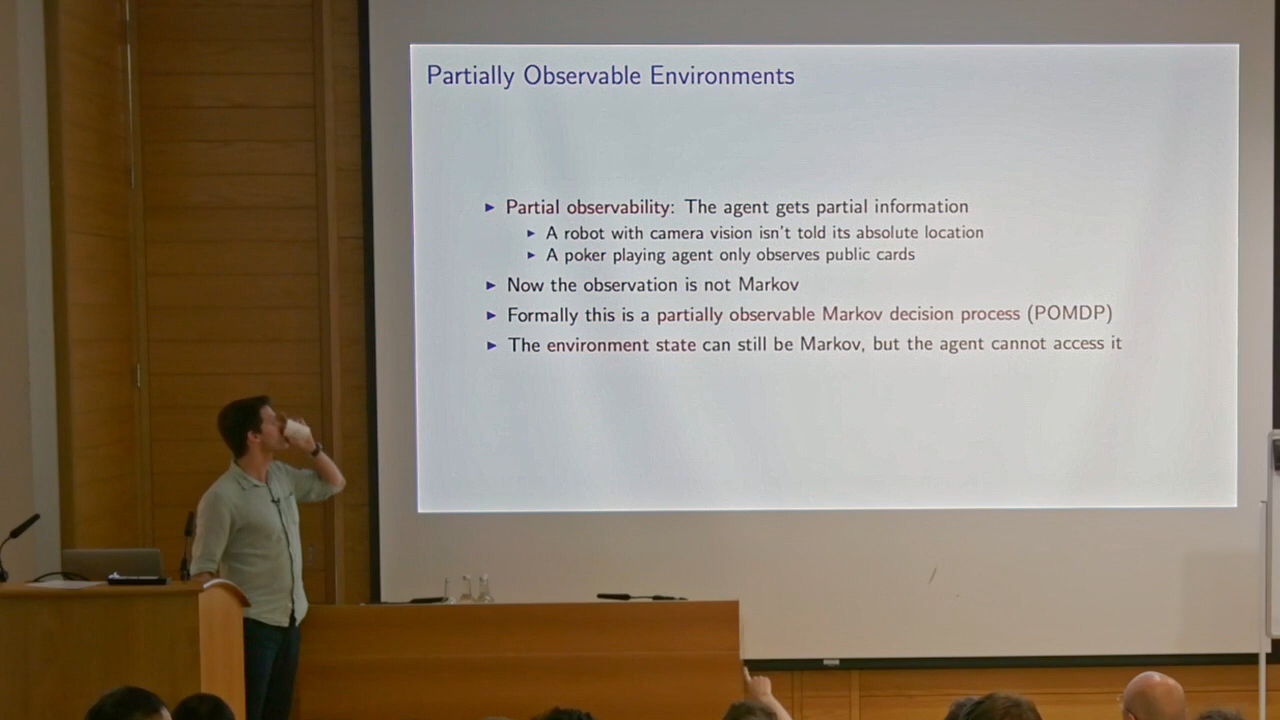 Partially Observable Environments
▶ Partial observability: The agent gets partial information
▶ A robot with camera vision isn't told its absolute location
▶ A poker playing agent only observes public cards
▶ Now the observation is not Markov
▶ Formally this is a partially observable Markov decision process (POMDP)
▶ The environment state can still be Markov, but the agent cannot access it